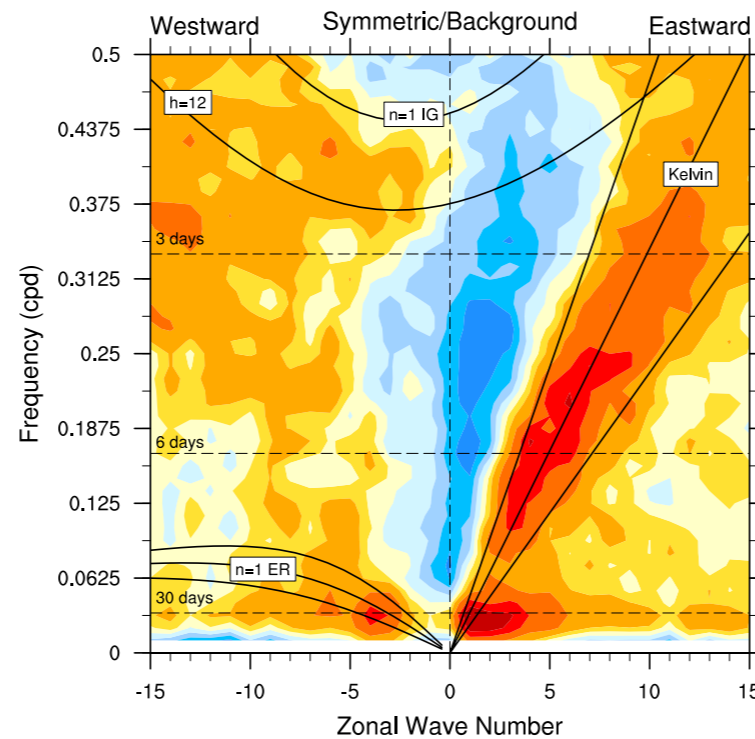 Westward Symmetric/Background Eastward
0.5
h=12
n=1 IG
0.4375
Kelvin
0.375
3 days
0.3125
Frequency (cpd)
0.25
0.1875
6 days
0.125
n=1 ER
0.0625
30 days
0
-15 -10 -5 0 5 10 15
Zonal Wave Number